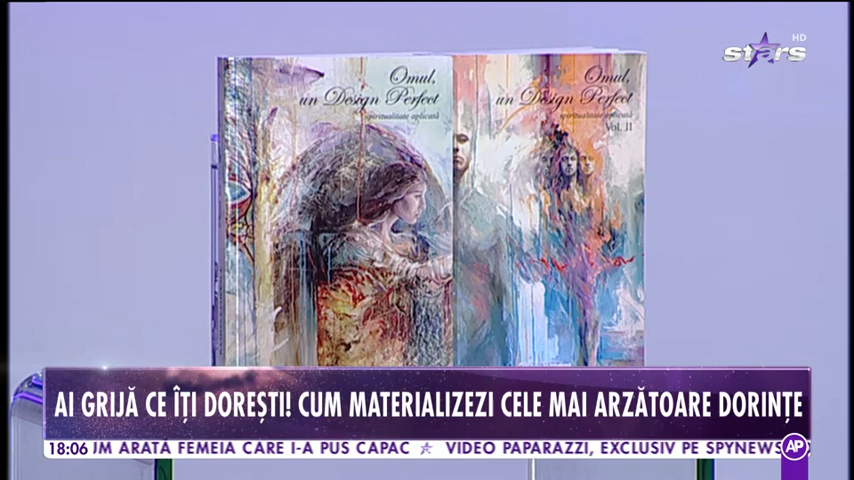 HD
stars
Omul,
un Design Perfect
spiritualitate aplicată
Omul,
un Design Perfect
spiritualitate aplicată
Vol. II
AI GRIJĂ CE ÎȚI DOREȘTI! CUM MATERIALIZEZI CELE MAI ARZĂTOARE DORINȚE
18:06 UM ARATĂ FEMEIA CARE I-A PUS CAPAC ★ VIDEO PAPARAZZI, EXCLUSIV PE SPYNEWS
AP